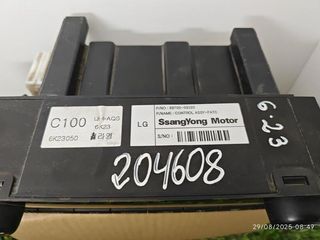 C100
LHI-AQS
6K23
6K23050
LG
P/NAME: CONTROL ASSY-FATC
SsangYong Motor
S/NO :
204608
6.23
29/08/2025 08:49